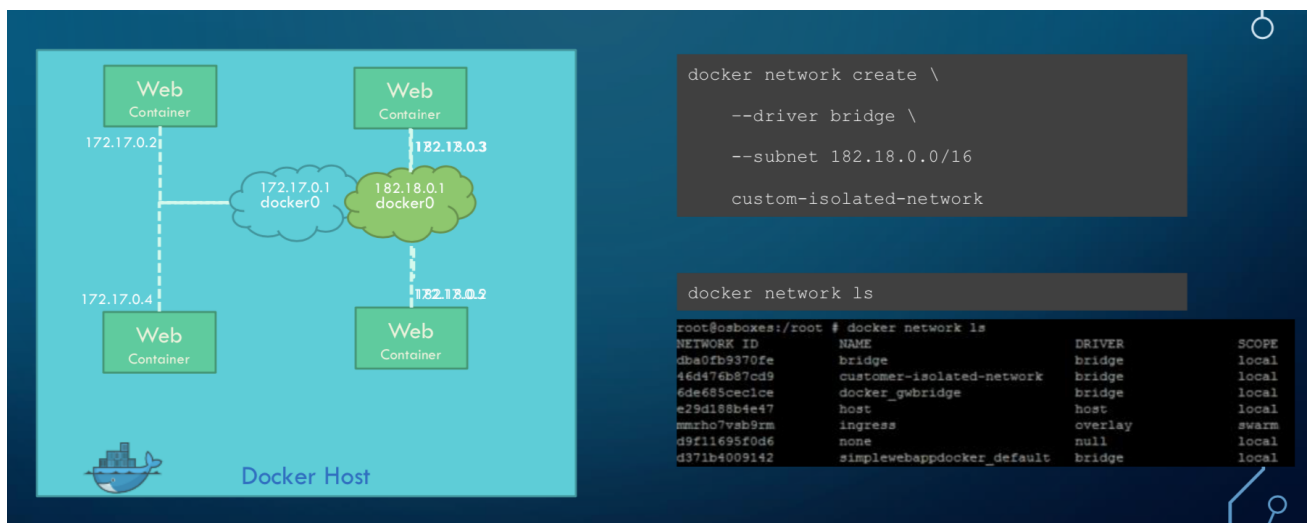 Web
Container
172.17.0.2
Web
Container
172.17.0.1
docker0
182.18.0.1
docker0
172.17.0.4
Web
Container
Web
Container
Docker Host
docker network create \
--driver bridge \
--subnet 182.18.0.0/16
custom-isolated-network
docker network ls
root@osboxes:/root # docker network ls
NETWORK ID NAME DRIVER SCOPE
dba0fb9370fe bridge bridge local
46d476b87cd9 customer-isolated-network bridge local
6de685cec1ce docker_gwbridge bridge local
e29d188b4e47 host host local
mmrho7vsb9rm ingress overlay swarm
d9f11695f0d6 none null local
d371b4009142 simplewebappdocker_default bridge local